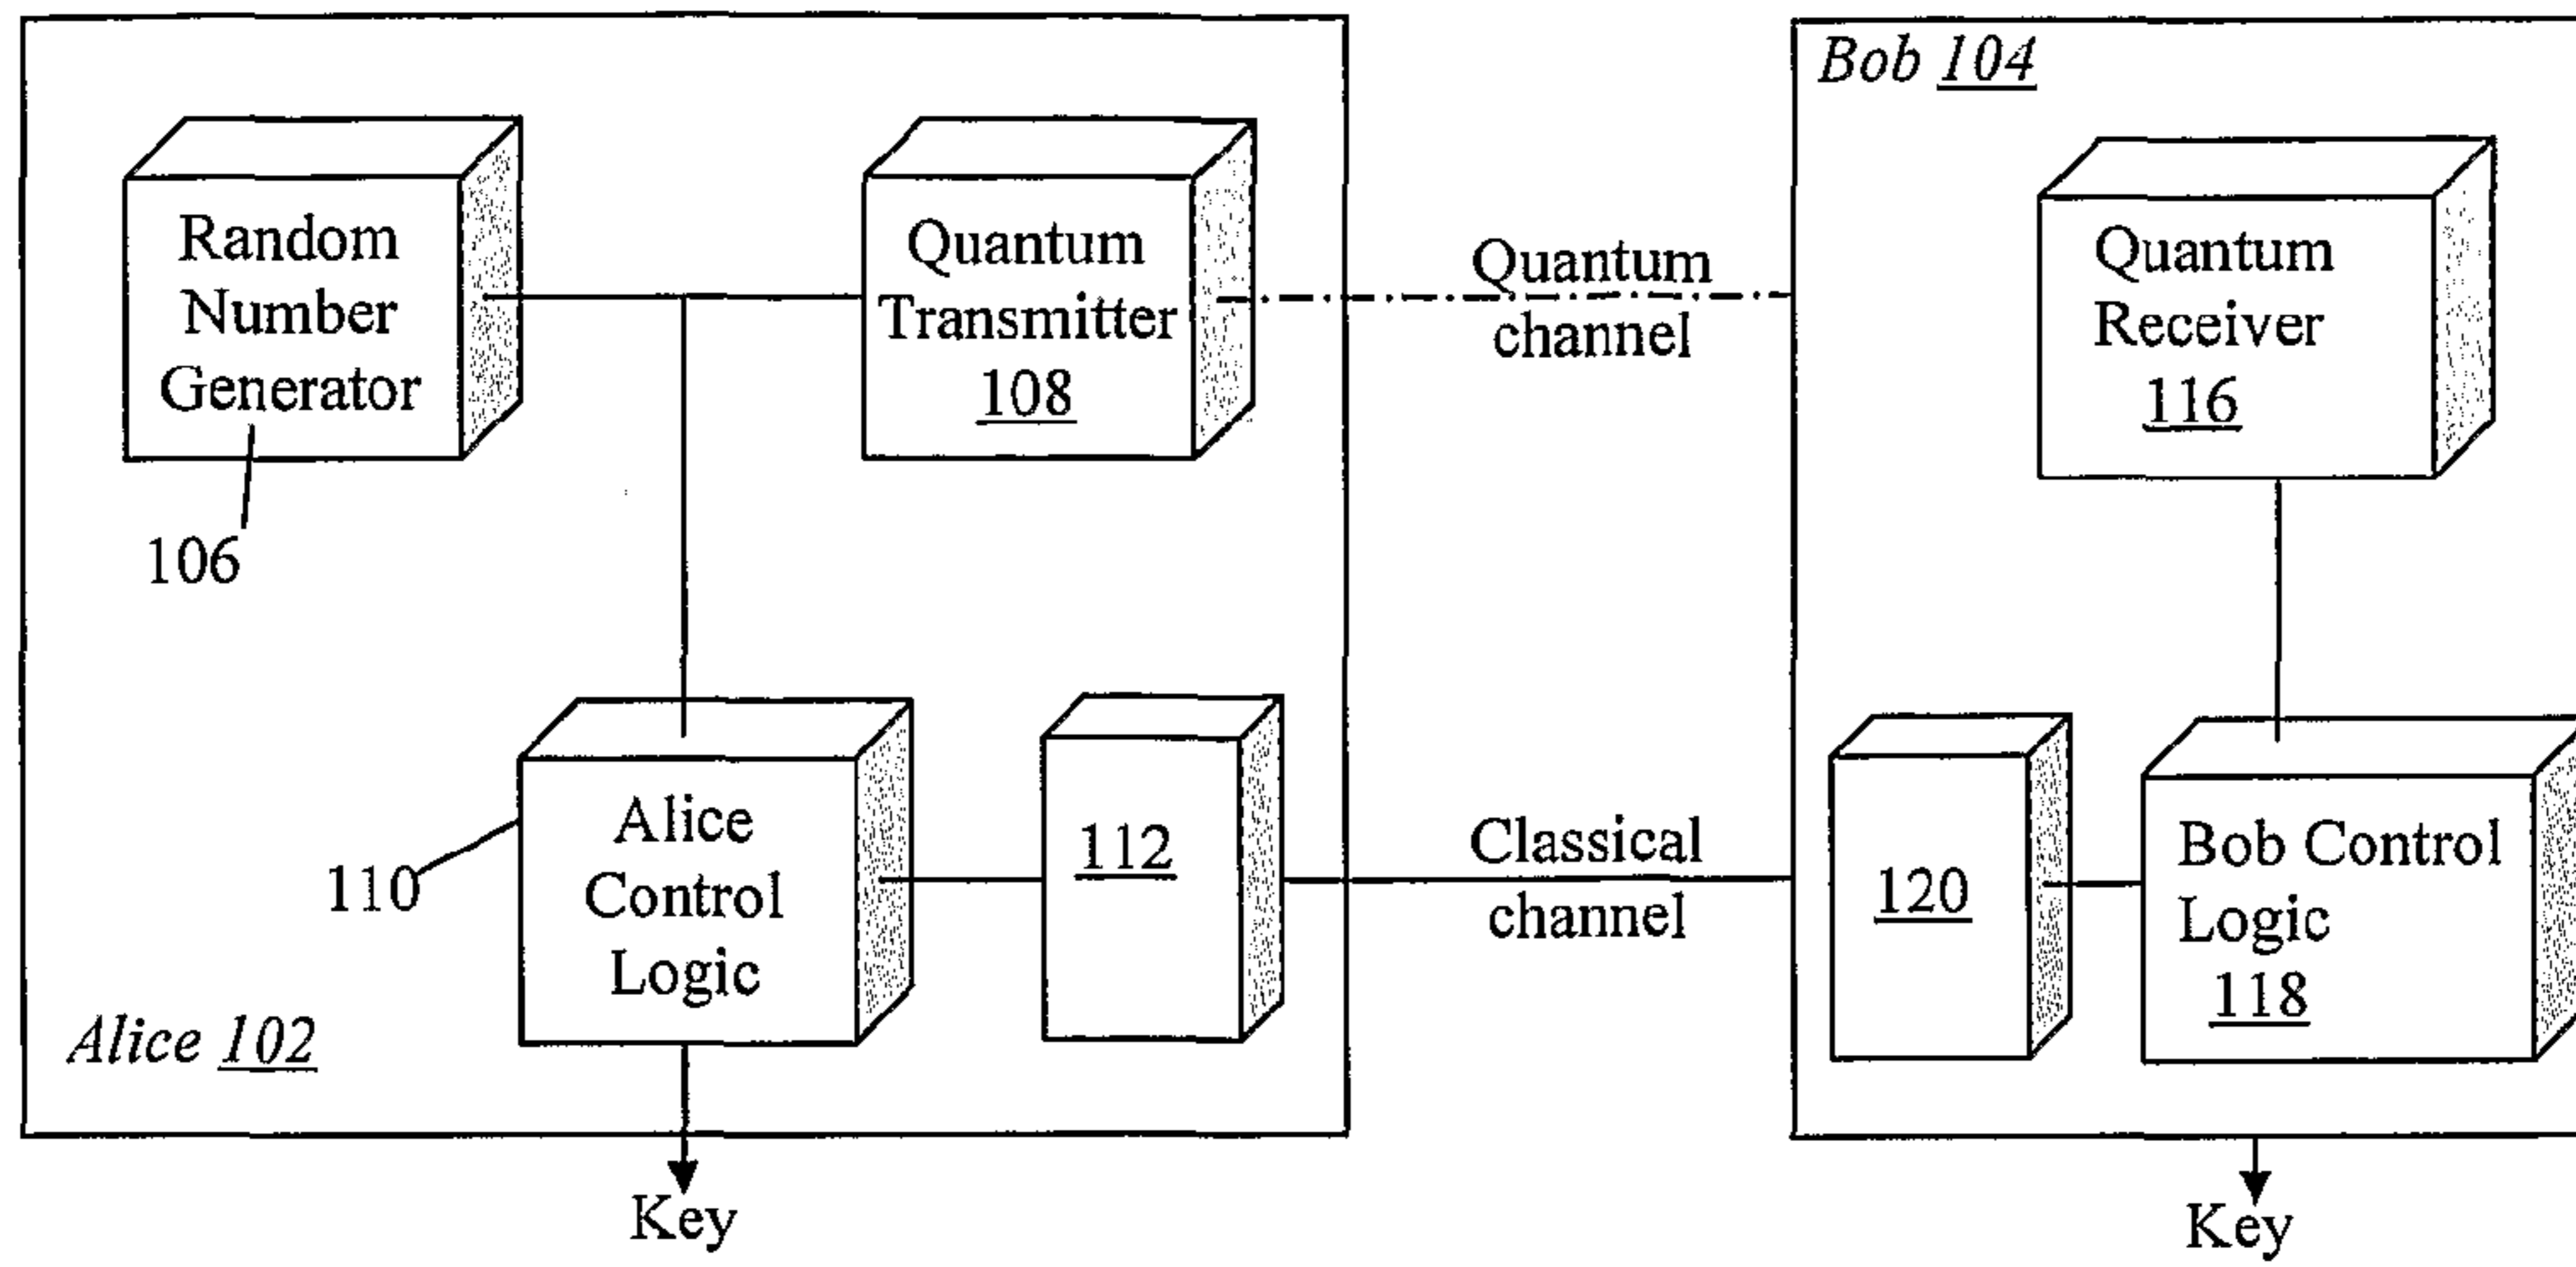 Bob 104
Random
Number
Generator
106
Quantum
Transmitter
108
Quantum
channel
Quantum
Receiver
116
Alice
Control
Logic
110
112
Classical
channel
120
Bob Control
Logic
118
Alice 102
Key
Key